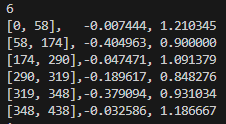 6
[0, 58],   -0.007444, 1.210345
[58, 174], -0.404963, 0.900000
[174, 290],-0.047471, 1.091379
[290, 319],-0.189617, 0.848276
[319, 348],-0.379094, 0.931034
[348, 438],-0.032586, 1.186667